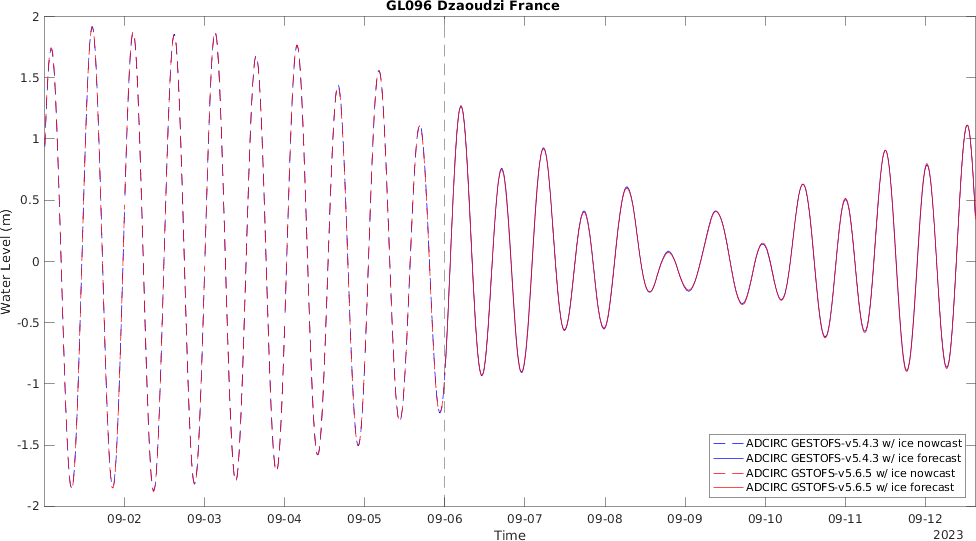 GL096 Dzaoudzi France
2
1.5
1
0.5
0
-0.5
-1
-1.5
-2
Water Level (m)
ADCIRC GESTOFS-v5.4.3 w/ ice nowcast
ADCIRC GESTOFS-v5.4.3 w/ ice forecast
ADCIRC GSTOFS-v5.6.5 w/ ice nowcast
ADCIRC GSTOFS-v5.6.5 w/ ice forecast
09-02 09-03 09-04 09-05 09-06 09-07 09-08 09-09 09-10 09-11 09-12
Time
2023